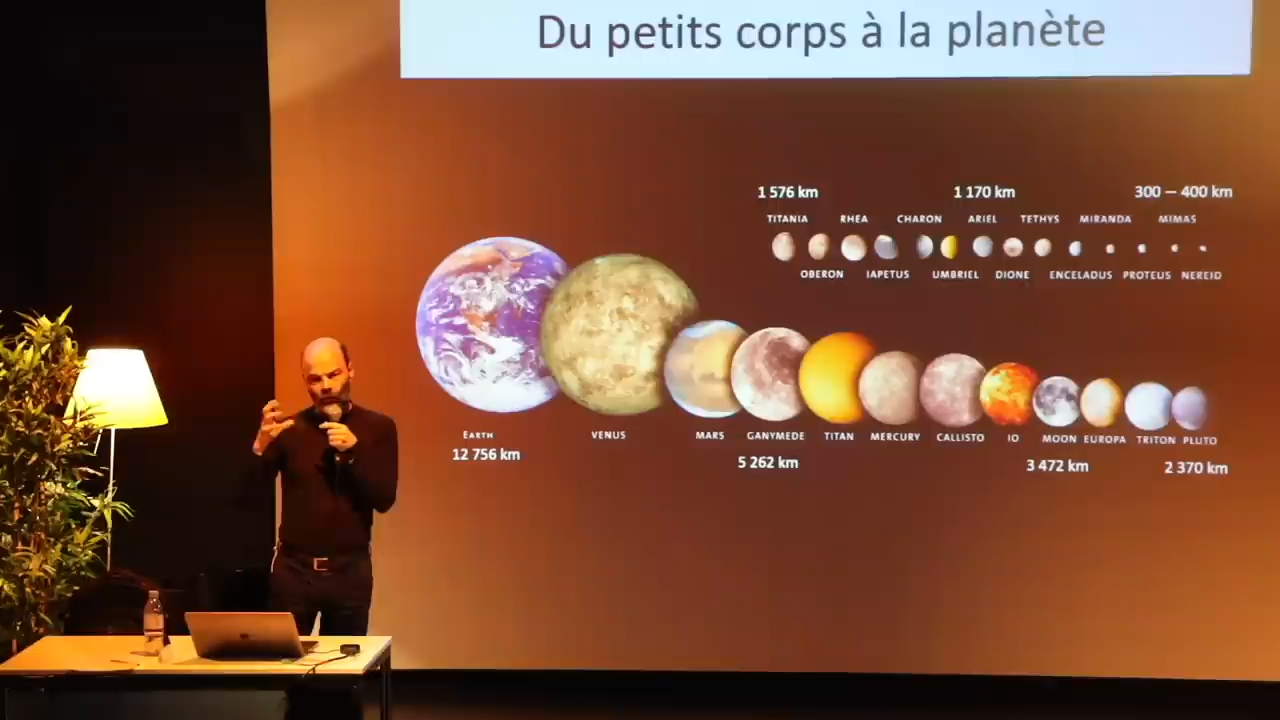 Du petits corps à la planète
1 576 km 1 170 km 300 – 400 km
TITANIA RHEA CHARON ARIEL TETHYS MIRANDA MIMAS
OBERON IAPETUS UMBRIEL DIONE ENCELADUS PROTEUS NEREID
EARTH VENUS MARS GANYMEDE TITAN MERCURY CALLISTO IO MOON EUROPA TRITON PLUTO
12 756 km 5 262 km 3 472 km 2 370 km